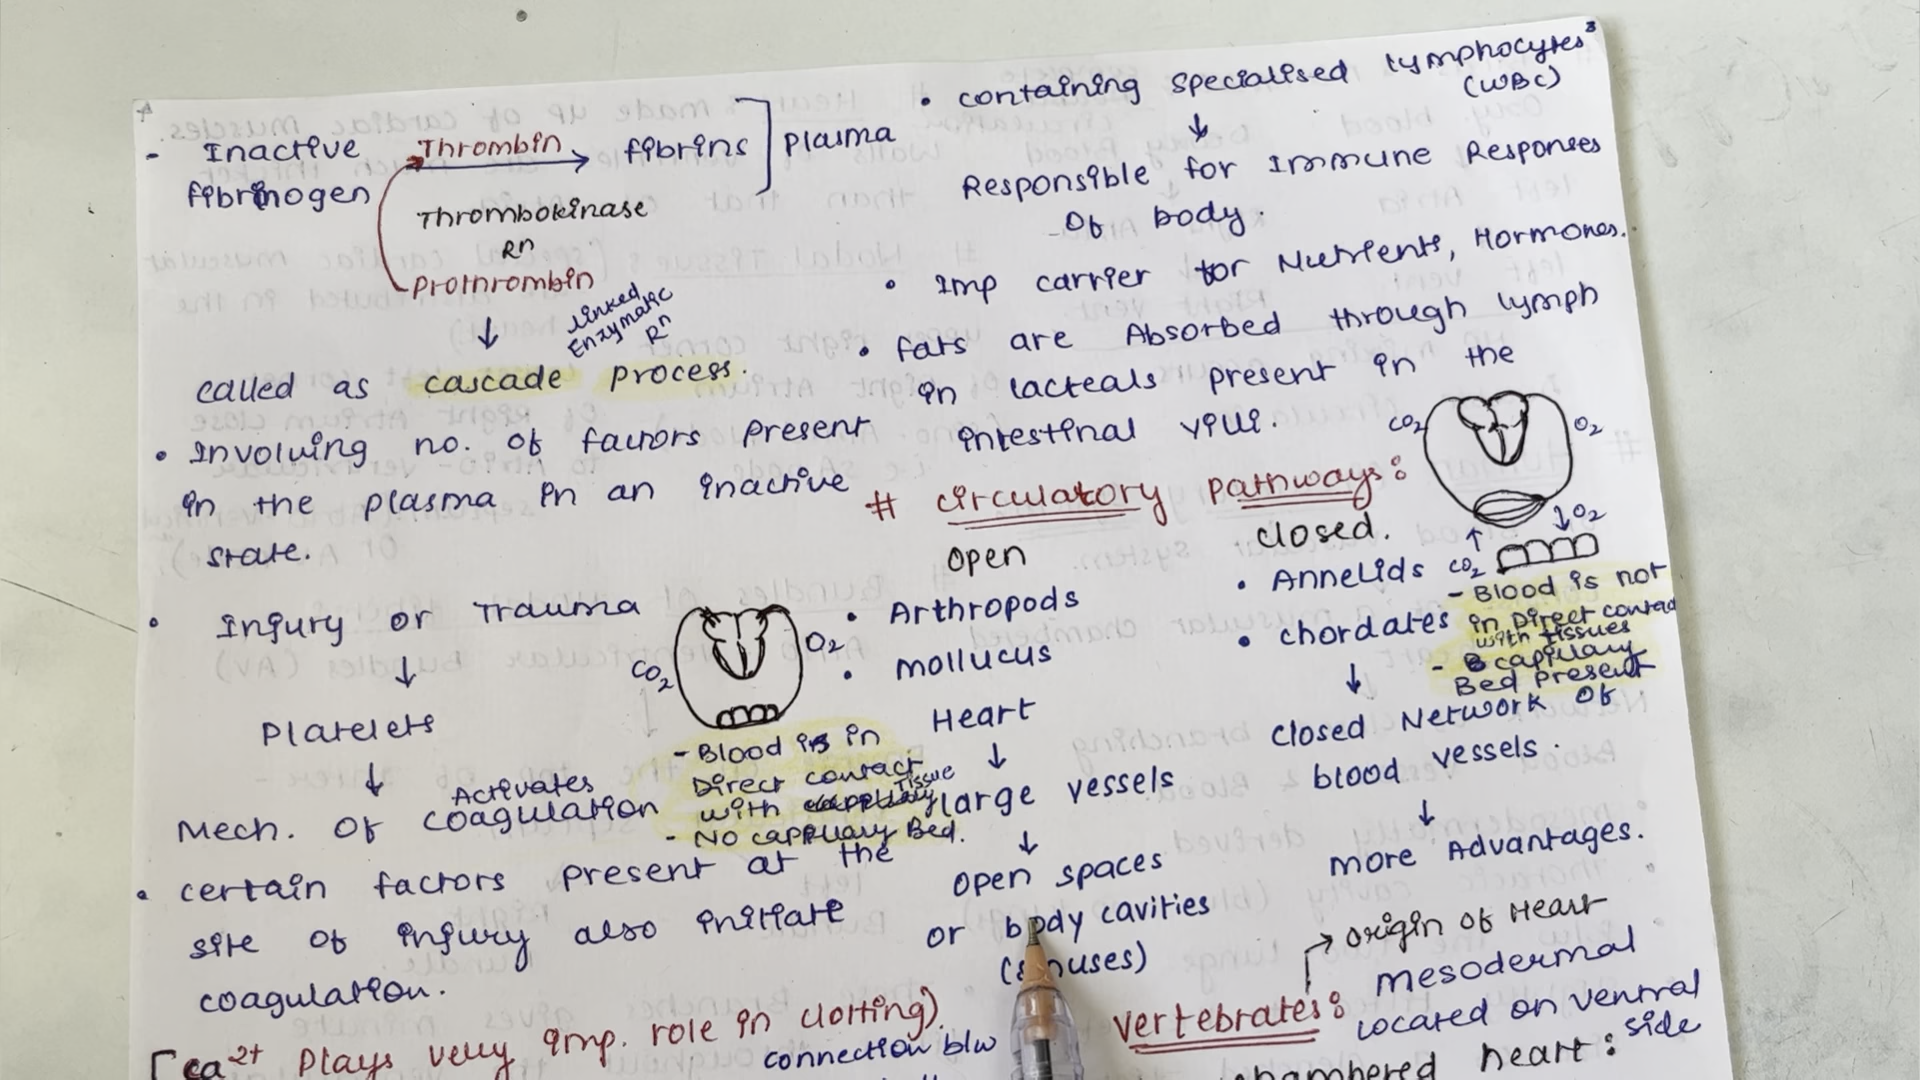 - Inactive Thrombin fibrins ] plasma
fibrinogen
Thrombokinase
Rn
Prothrombin
linked
Enzymatic
Rn
called as cascade process.
• Involving no. of factors present
in the plasma in an inactive
state.
• Injury or Trauma
Platelets
Activates
Mech. of coagulation
• certain factors present at the
site of injury also initiate
coagulation.
[ca2+ plays very imp. role in clotting).
3
• containing specialised lymphocytes
(WBC)
Responsible for Immune Responses
of body.
• Imp carrier for Nutrients, Hormones.
• fats are Absorbed through lymph
in lacteals present in the
intestinal villi.
# circulatory pathways:
open
• Arthropods
• mollucus
Heart
large vessels
open spaces
or body cavities
CO2 O2
- Blood is in
Direct contact
with Tissue
- No capillary Bed.
closed.
• Annelids
• chordates
closed Network of
blood vessels.
more Advantages.
CO2 O2
CO2 O2
- Blood is not
in Direct contact
with tissues
- capillary
Bed present
origin of Heart
mesodermal
vertebrates: located on ventral
side
connection b/w
heart: